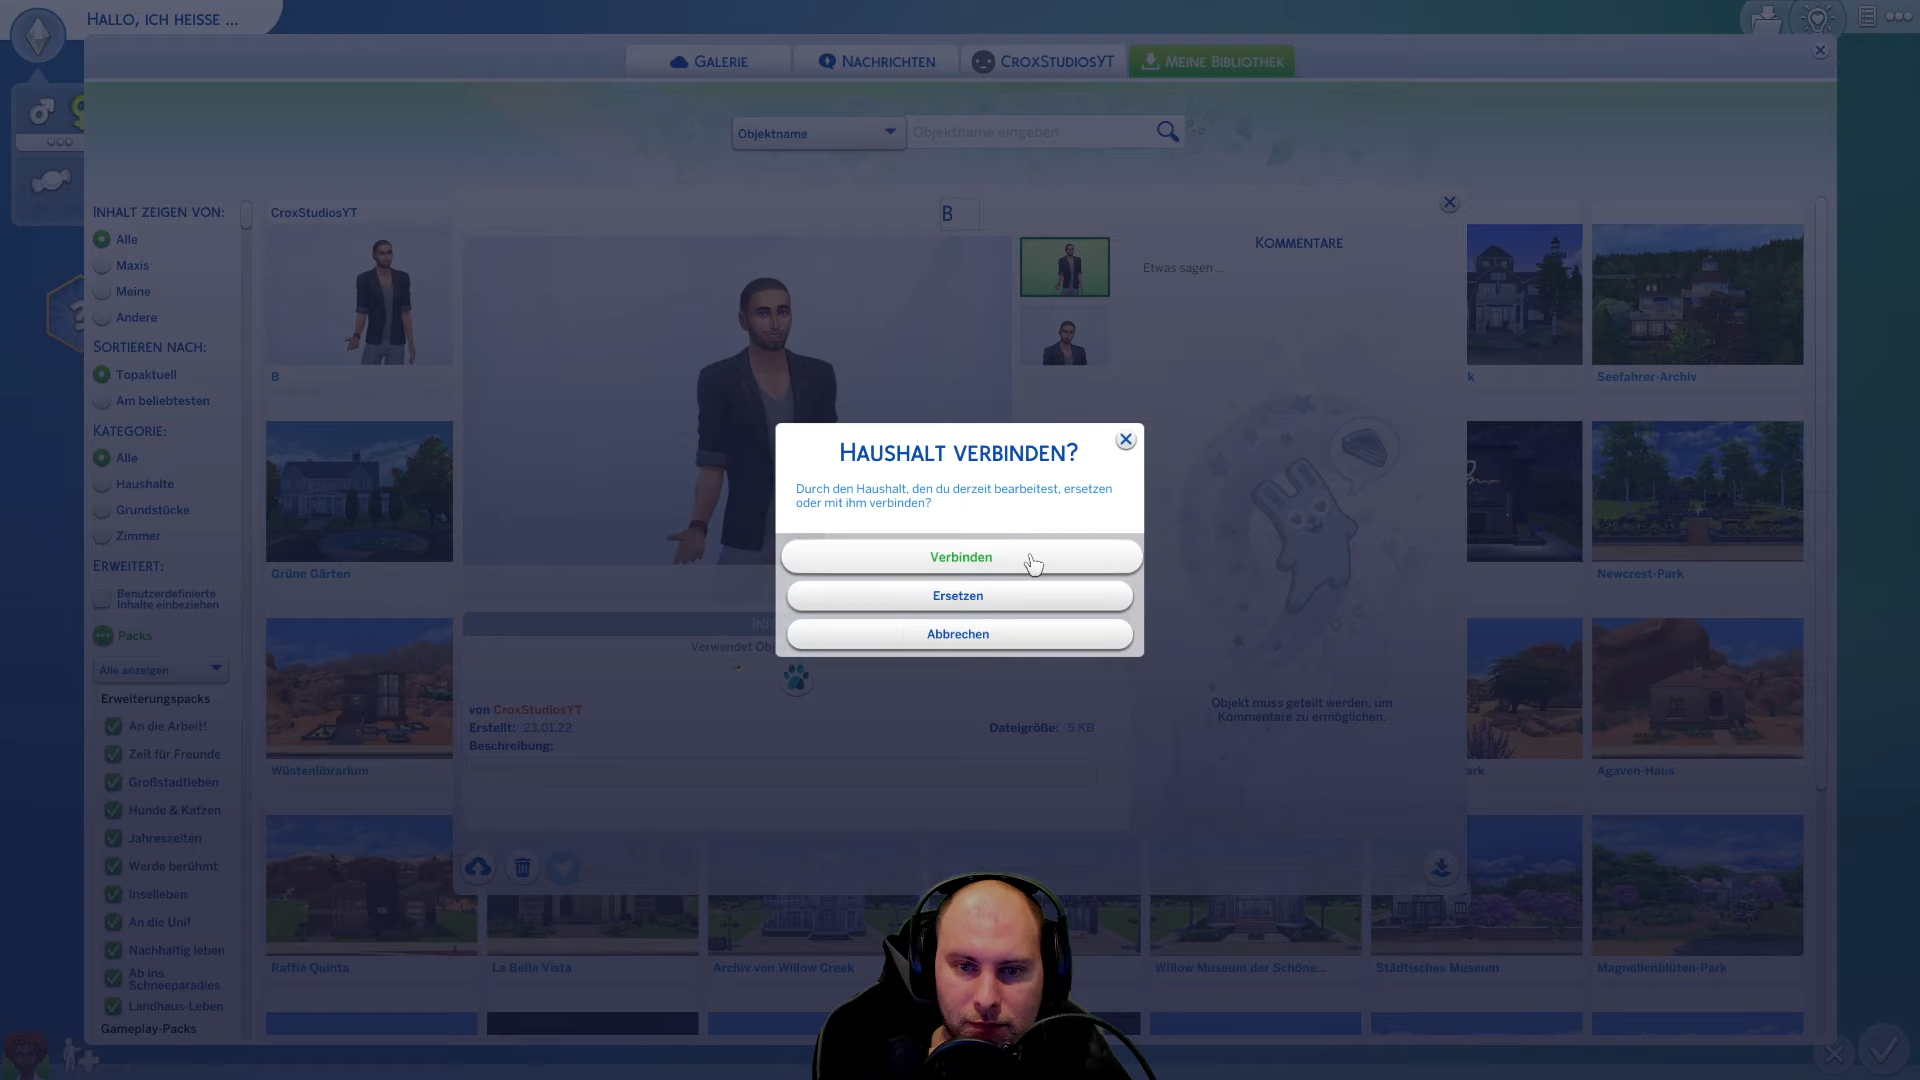 Hallo, ich heisse ...
Galerie
Nachrichten
CroxStudiosYT
Meine Bibliothek
Objektname
Objektname eingeben
Inhalt zeigen von:
Alle
Maxis
Meine
Andere
Sortieren nach:
Topaktuell
Am beliebtesten
Kategorie:
Alle
Haushalte
Grundstücke
Zimmer
Erweitert:
Benutzerdefinierte
Inhalte einbeziehen
Packs
Alle anzeigen
Erweiterungspacks
An die Arbeit!
Zeit für Freunde
Großstadtleben
Hunde & Katzen
Jahreszeiten
Werde berühmt
Inselleben
An die Uni!
Nachhaltig leben
Ab ins
Schneeparadies
Landhaus-Leben
Gameplay-Packs
CroxStudiosYT
B
Grüne Gärten
Wüstenlibrarium
Raffia Quinta
La Bella Vista
Archiv von Willow Creek
Willow Museum der Schöne...
Städtisches Museum
Magnolienblüten-Park
B
Kommentare
Etwas sagen ...
Haushalt verbinden?
Durch den Haushalt, den du derzeit bearbeitest, ersetzen
oder mit ihm verbinden?
Verbinden
Ersetzen
Abbrechen
Verwendet Obj
von CroxStudiosYT
Erstellt: 23.01.22
Dateigröße: 5 KB
Beschreibung:
Objekt muss geteilt werden, um
Kommentare zu ermöglichen.
k
Seefahrer-Archiv
Newcrest-Park
ark
Agaven-Haus